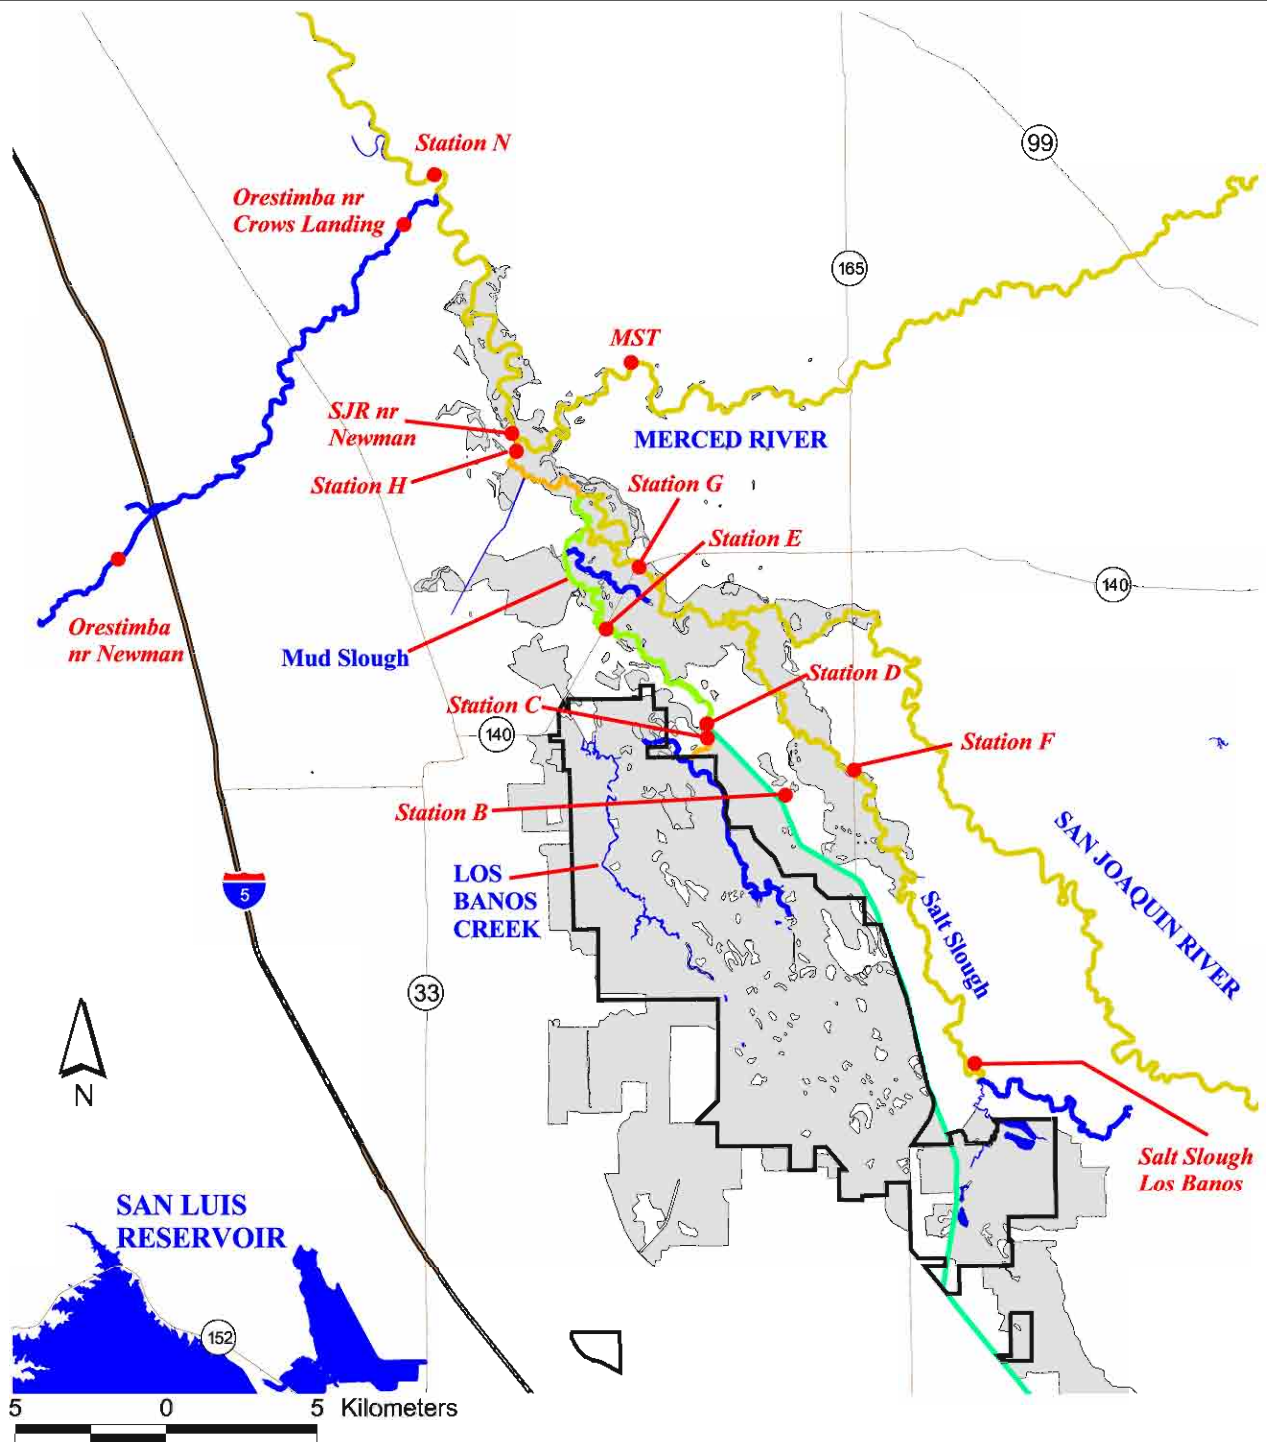 Station N
99
Orestimba nr
Crows Landing
165
MST
SJR nr
Newman
MERCED RIVER
Station H
Station G
Station E
140
Orestimba
nr Newman
Mud Slough
Station D
Station C
140
Station F
Station B
SAN JOAQUIN RIVER
LOS
BANOS
CREEK
5
Salt Slough
33
N
Salt Slough
Los Banos
SAN LUIS
RESERVOIR
152
5 0 5 Kilometers